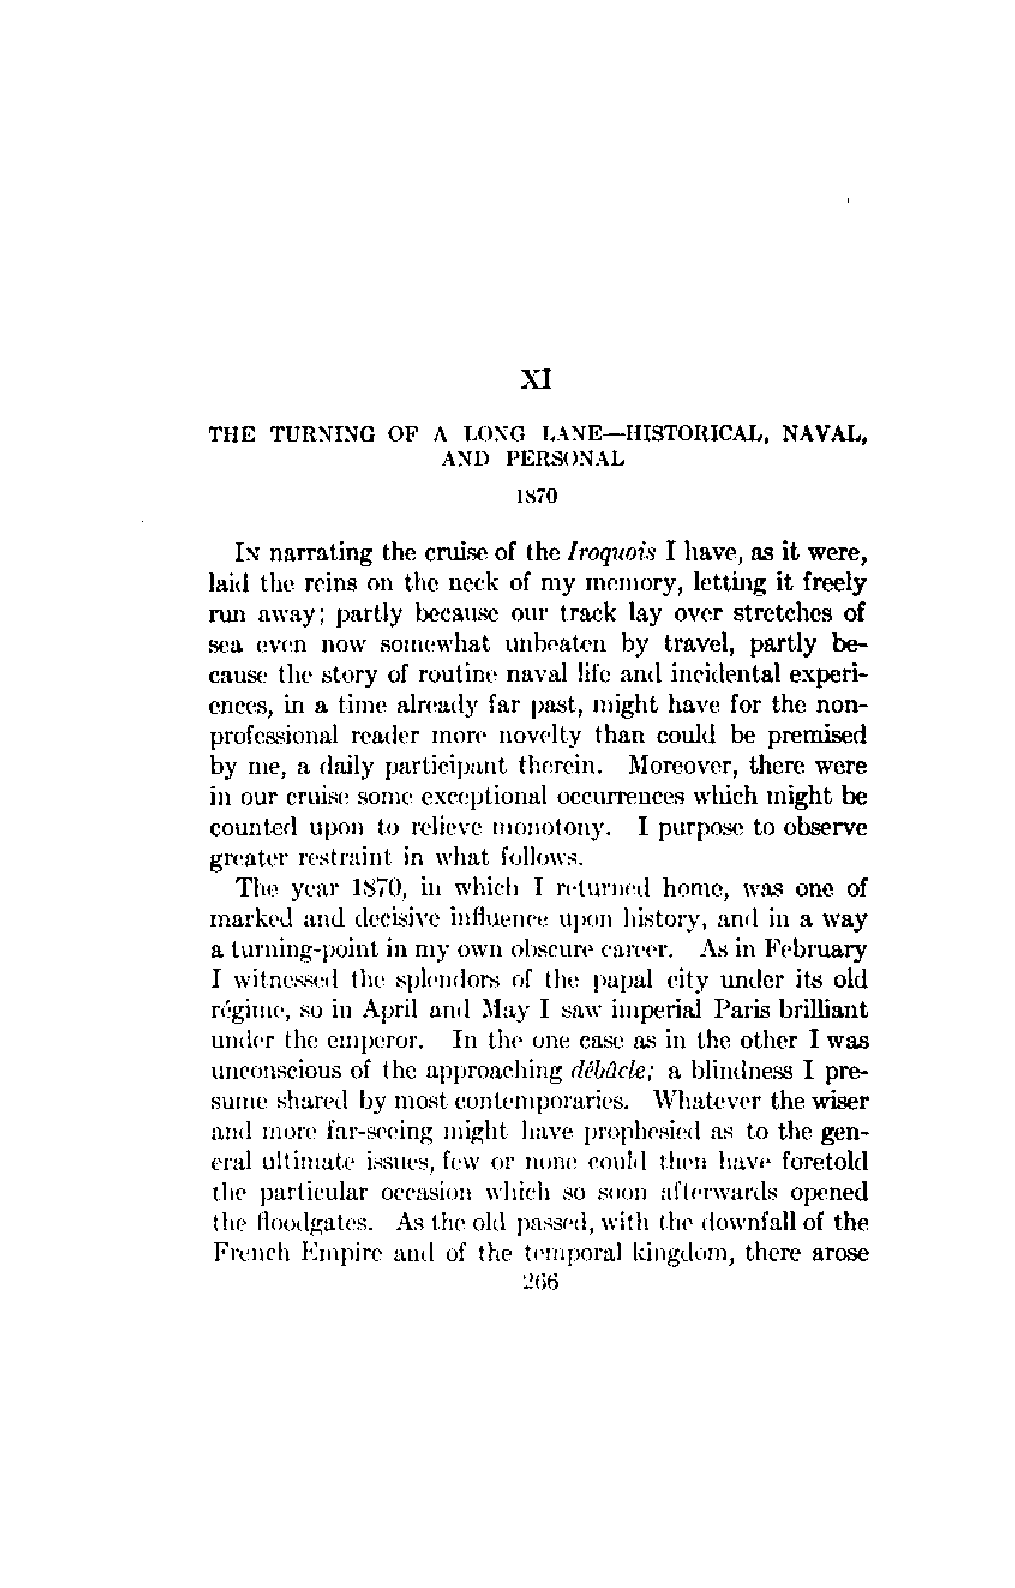 XI
THE TURNING OF A LONG LANE—HISTORICAL, NAVAL,
AND PERSONAL
1870
In narrating the cruise of the Iroquois I have, as it were,
laid the reins on the neck of my memory, letting it freely
run away; partly because our track lay over stretches of
sea even now somewhat unbeaten by travel, partly be-
cause the story of routine naval life and incidental experi-
ences, in a time already far past, might have for the non-
professional reader more novelty than could be premised
by me, a daily participant therein. Moreover, there were
in our cruise some exceptional occurrences which might be
counted upon to relieve monotony. I purpose to observe
greater restraint in what follows.
The year 1870, in which I returned home, was one of
marked and decisive influence upon history, and in a way
a turning-point in my own obscure career. As in February
I witnessed the splendors of the papal city under its old
régime, so in April and May I saw imperial Paris brilliant
under the emperor. In the one case as in the other I was
unconscious of the approaching débâcle; a blindness I pre-
sume shared by most contemporaries. Whatever the wiser
and more far-seeing might have prophesied as to the gen-
eral ultimate issues, few or none could then have foretold
the particular occasion which so soon afterwards opened
the floodgates. As the old passed, with the downfall of the
French Empire and of the temporal kingdom, there arose
266